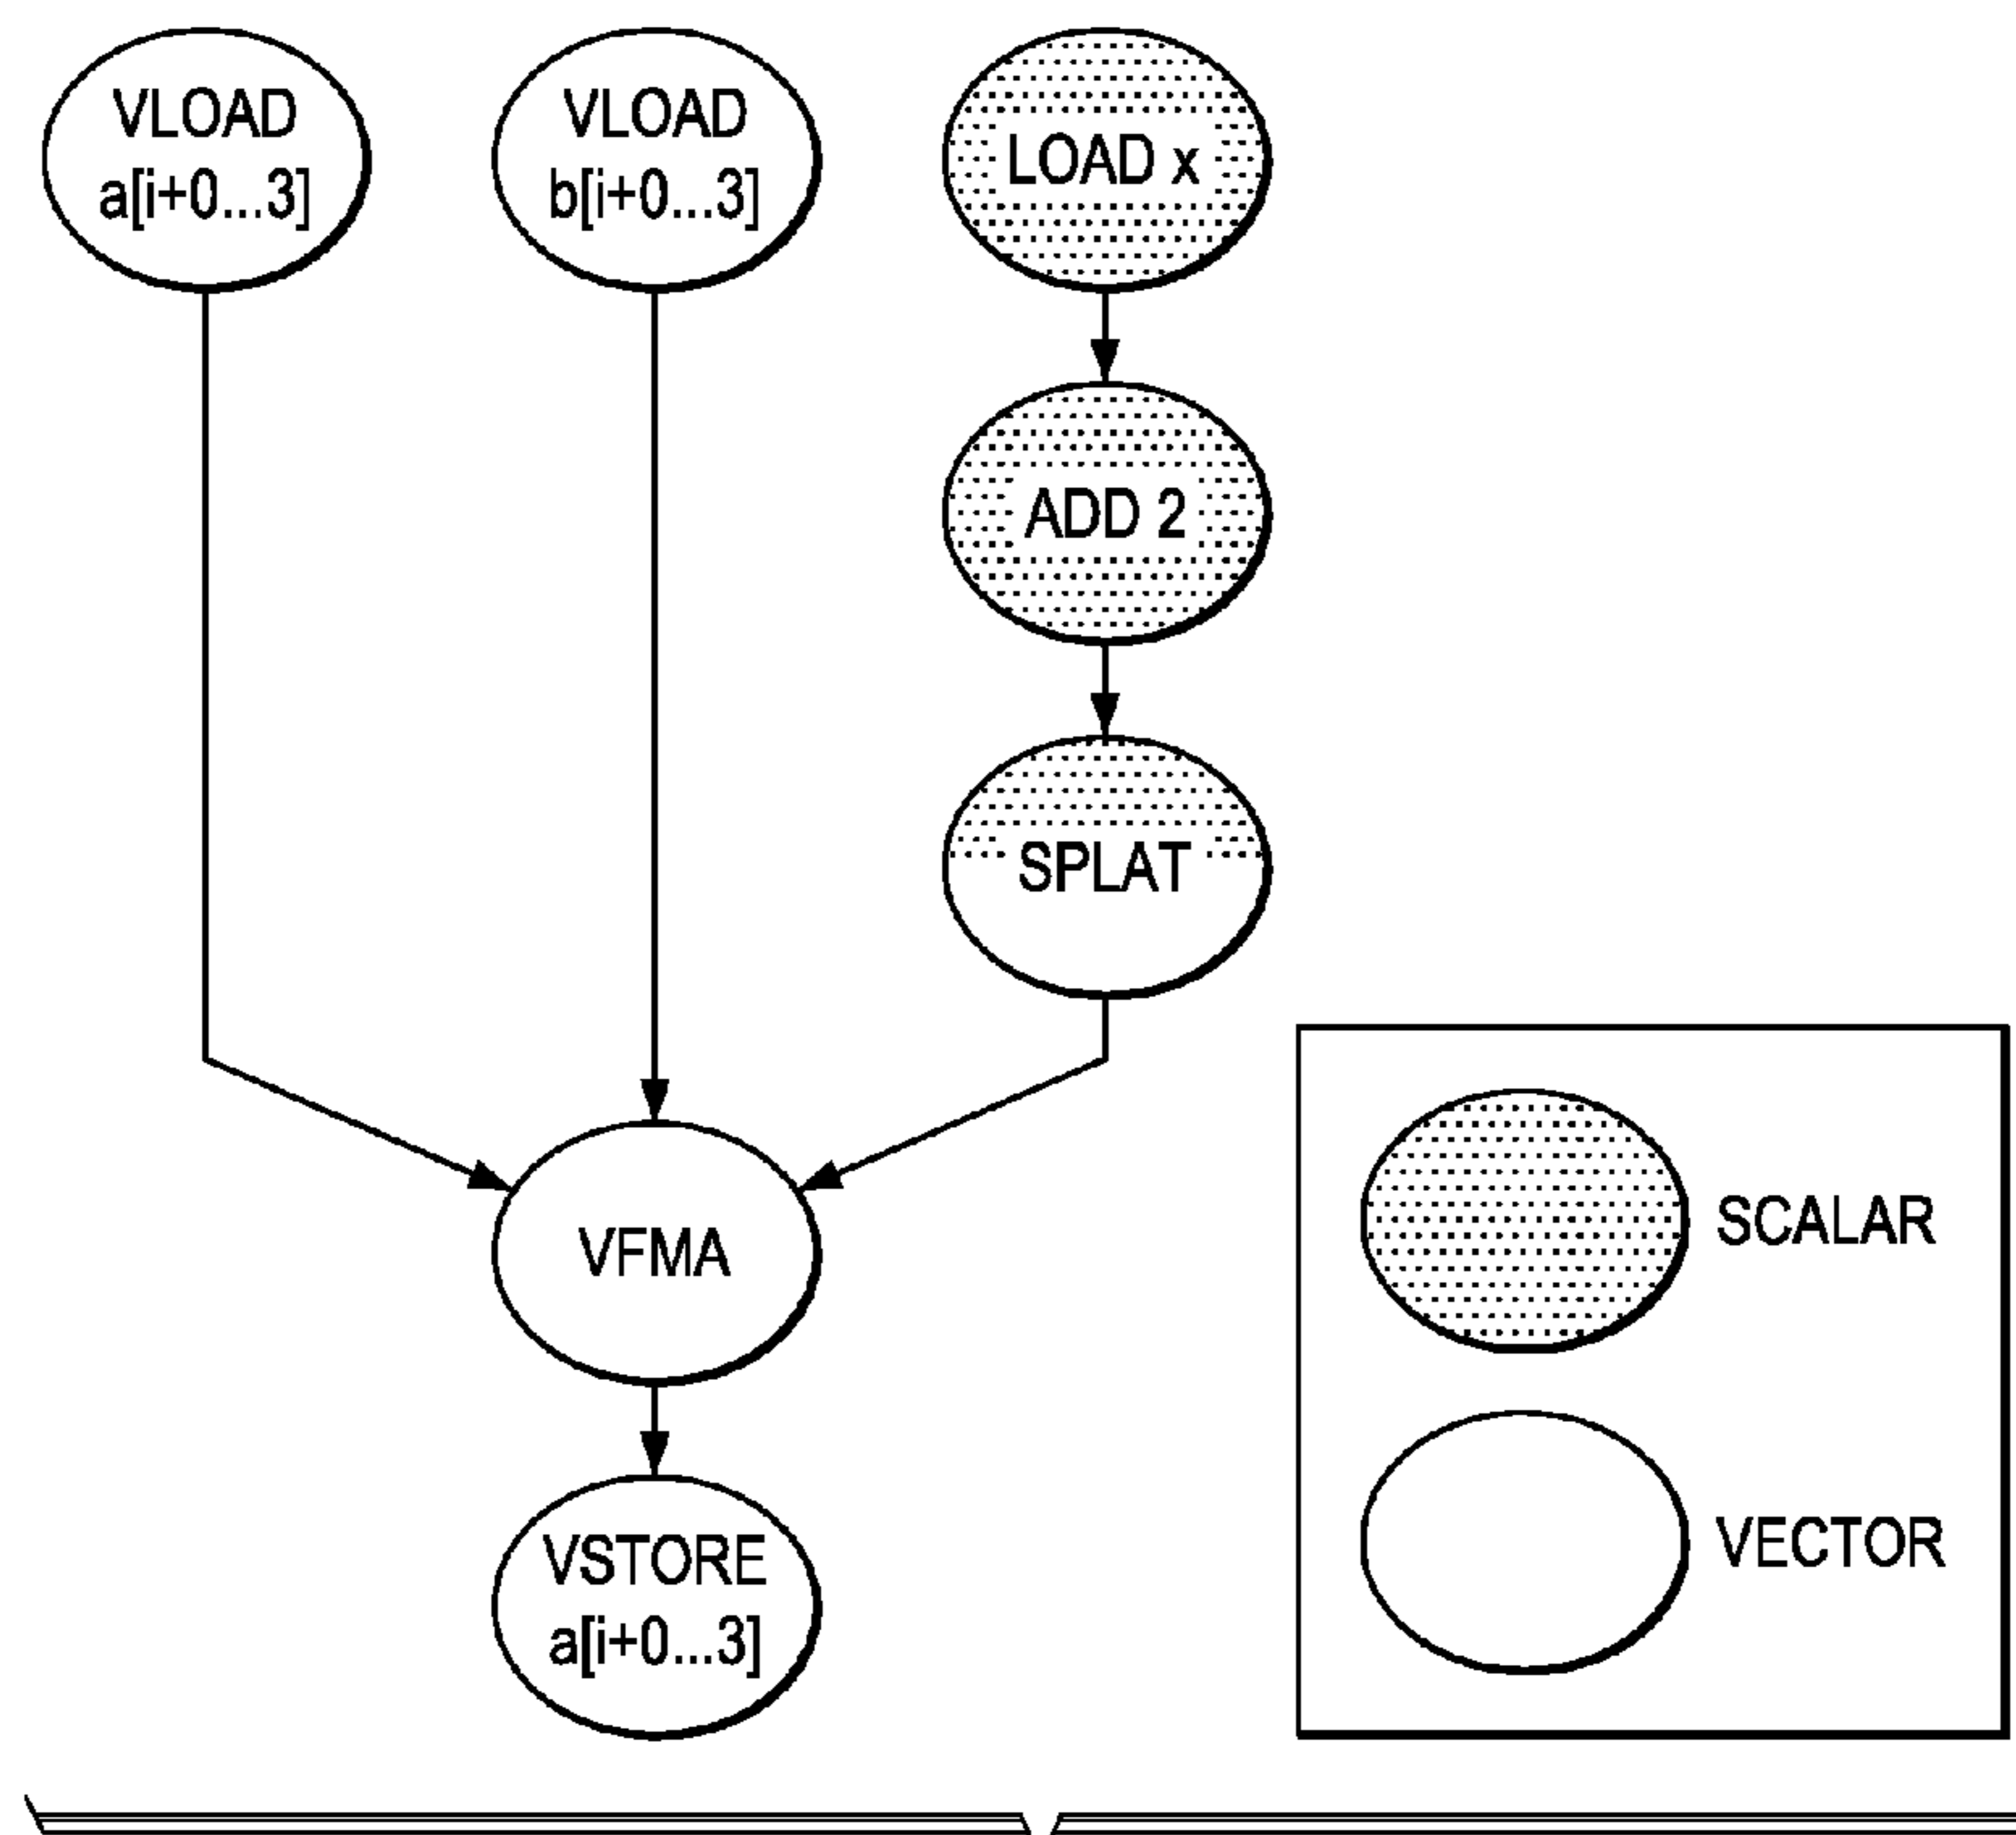 VLOAD
a[i+0...3]
VLOAD
b[i+0...3]
LOAD x
ADD 2
SPLAT
VFMA
VSTORE
a[i+0...3]
SCALAR
VECTOR